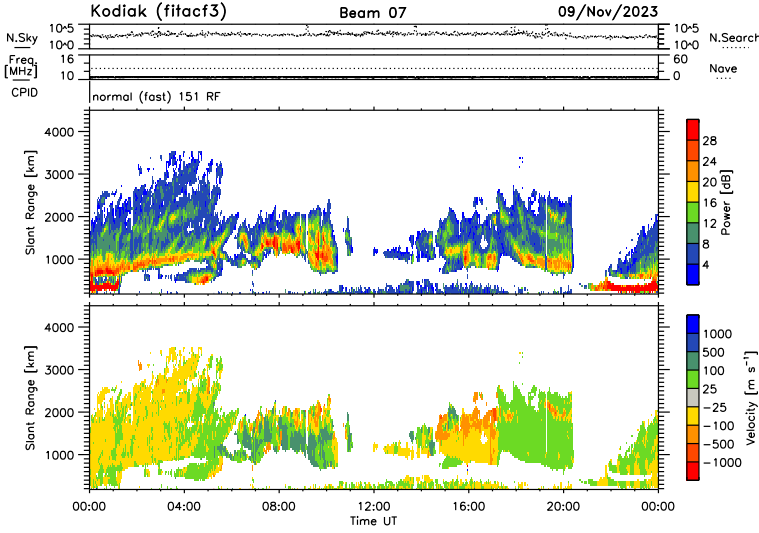 Kodiak (fitacf3) Beam 07 09/Nov/2023
N.Sky 10^5 10^0 10^5 10^0 N.Search
Freq. [MHz] 16 10 60 0 Nave
CPID normal (fast) 151 RF
Slant Range [km]
4000
3000
2000
1000
28
24
20
16
12
8
4
Power [dB]
Slant Range [km]
4000
3000
2000
1000
1000
500
100
25
-25
-100
-500
-1000
Velocity [m s^-1]
00:00 04:00 08:00 12:00 16:00 20:00 00:00
Time UT